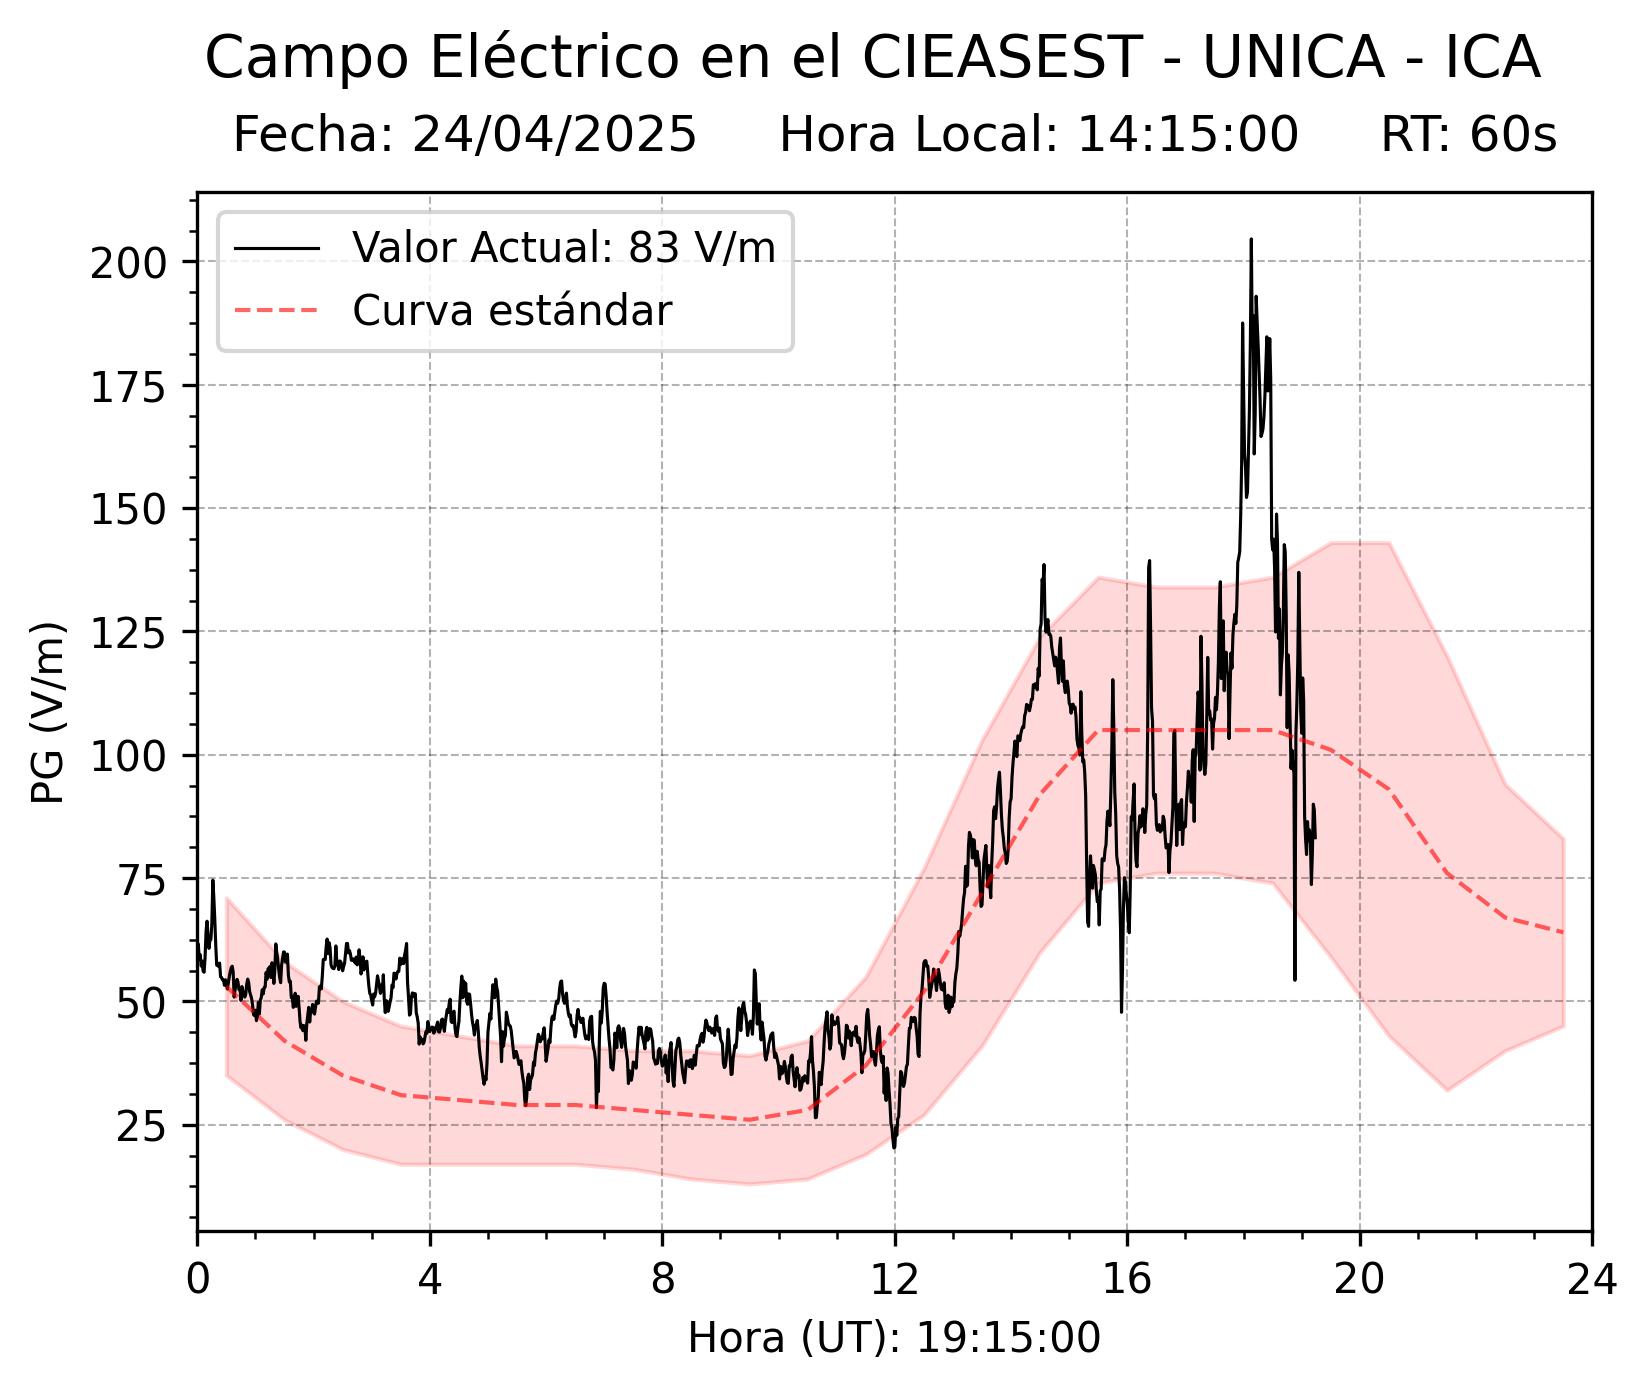 Campo Eléctrico en el CIEASEST - UNICA - ICA
Fecha: 24/04/2025 Hora Local: 14:15:00 RT: 60s
Valor Actual: 83 V/m
Curva estándar
200
175
150
125
100
75
50
25
PG (V/m)
0 4 8 12 16 20 24
Hora (UT): 19:15:00